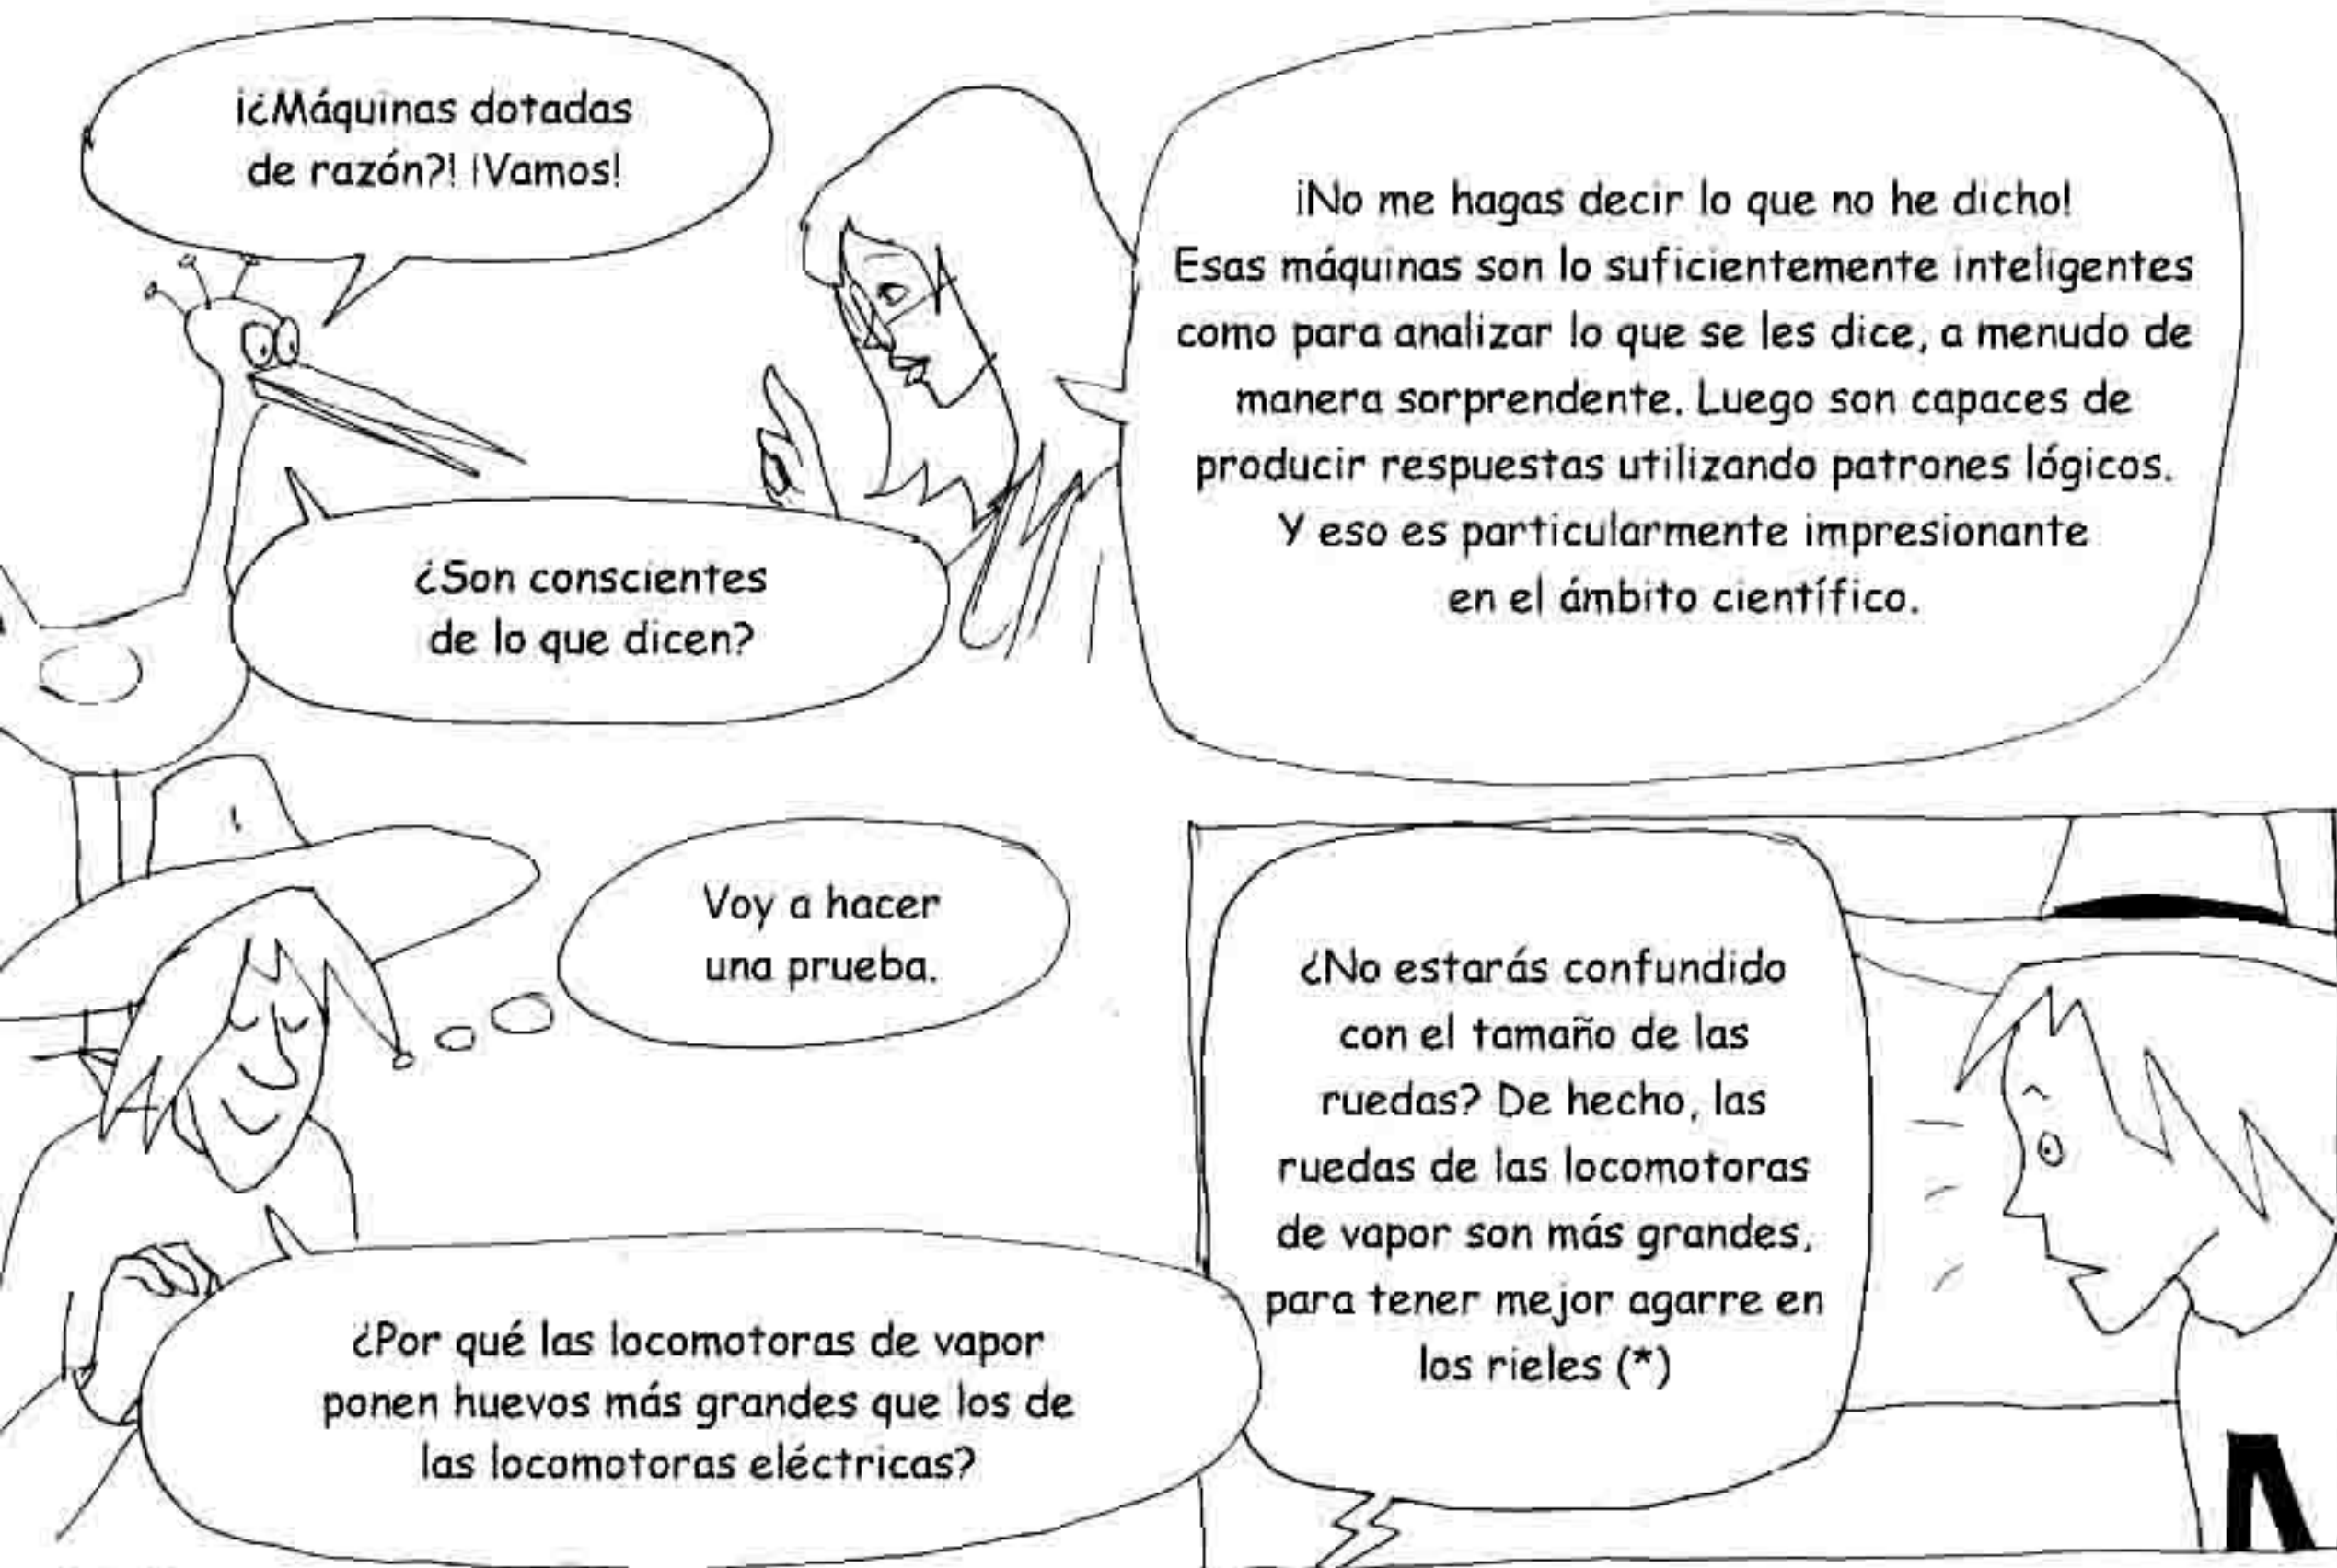 ¡¿Máquinas dotadas
de razón?! ¡Vamos!
¡No me hagas decir lo que no he dicho!
Esas máquinas son lo suficientemente inteligentes
como para analizar lo que se les dice, a menudo de
manera sorprendente. Luego son capaces de
producir respuestas utilizando patrones lógicos.
Y eso es particularmente impresionante
en el ámbito científico.
¿Son conscientes
de lo que dicen?
Voy a hacer
una prueba.
¿Por qué las locomotoras de vapor
ponen huevos más grandes que los de
las locomotoras eléctricas?
¿No estarás confundido
con el tamaño de las
ruedas? De hecho, las
ruedas de las locomotoras
de vapor son más grandes,
para tener mejor agarre en
los rieles (*)